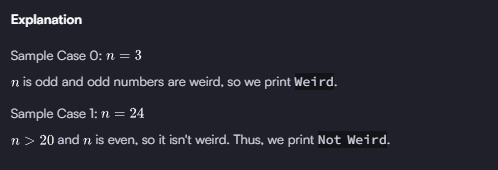 Explanation
Sample Case 0: n = 3
n is odd and odd numbers are weird, so we print Weird.
Sample Case 1: n = 24
n > 20 and n is even, so it isn't weird. Thus, we print Not Weird.